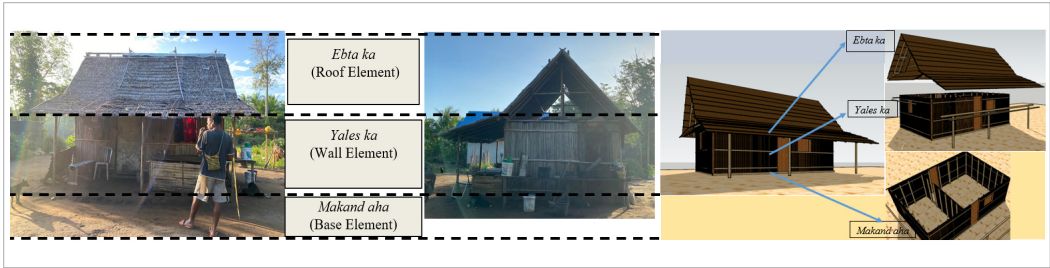 Ebta ka
(Roof Element)
Yales ka
(Wall Element)
Makand aha
(Base Element)
Ebta ka
Yales ka
Makand aha